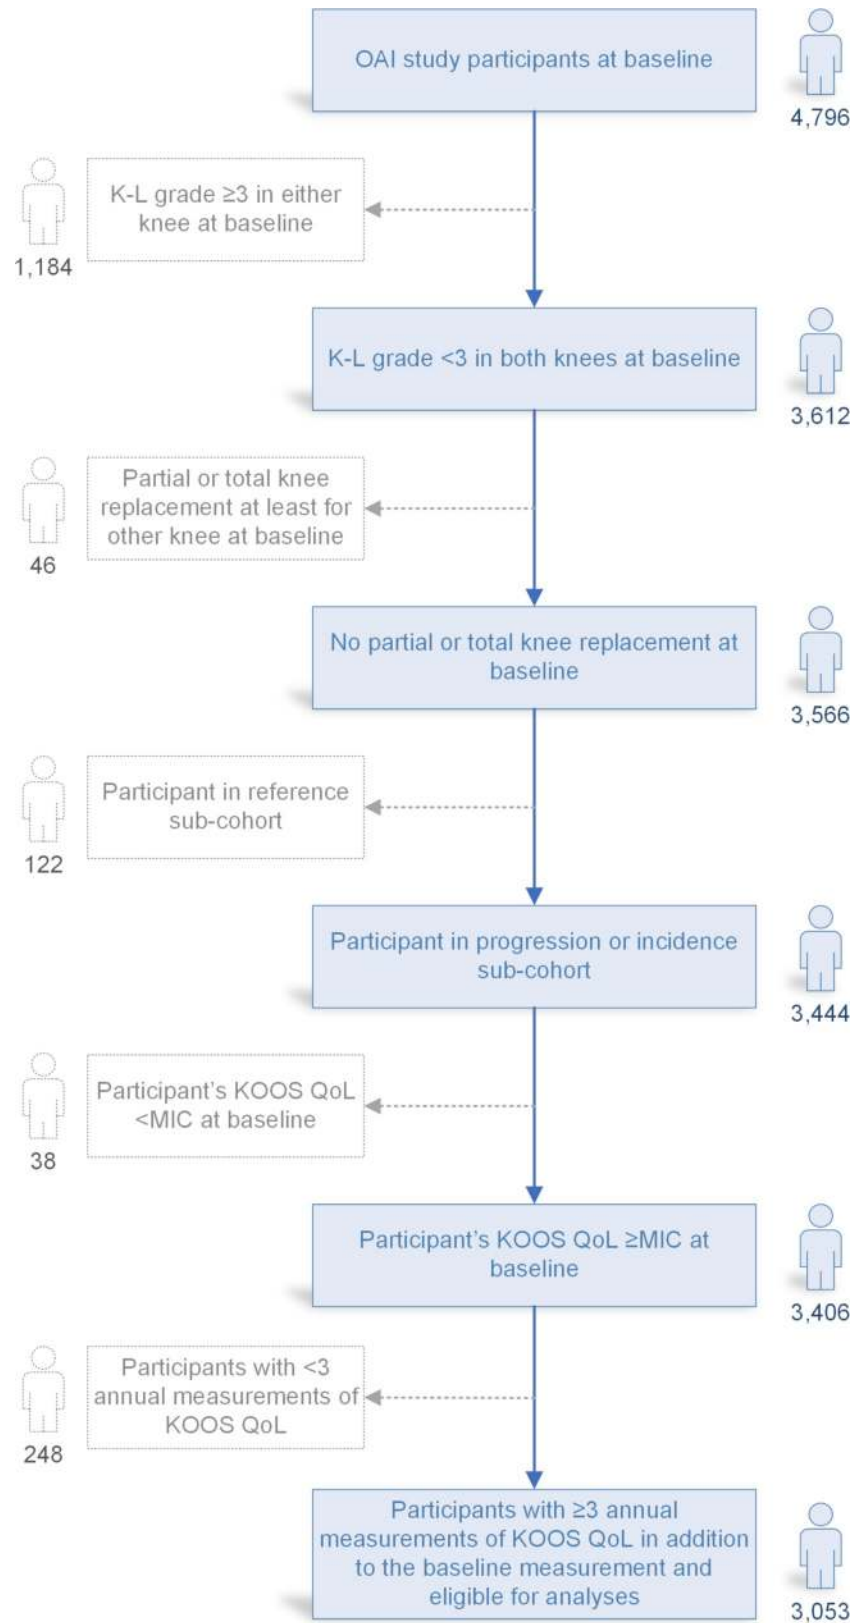 OAI study participants at baseline
4,796
K-L grade ≥3 in either
knee at baseline
1,184
K-L grade <3 in both knees at baseline
3,612
Partial or total knee
replacement at least for
other knee at baseline
46
No partial or total knee replacement at
baseline
3,566
Participant in reference
sub-cohort
122
Participant in progression or incidence
sub-cohort
3,444
Participant’s KOOS QoL
<MIC at baseline
38
Participant’s KOOS QoL ≥MIC at
baseline
3,406
Participants with <3
annual measurements of
KOOS QoL
248
Participants with ≥3 annual
measurements of KOOS QoL in addition
to the baseline measurement and
eligible for analyses
3,053